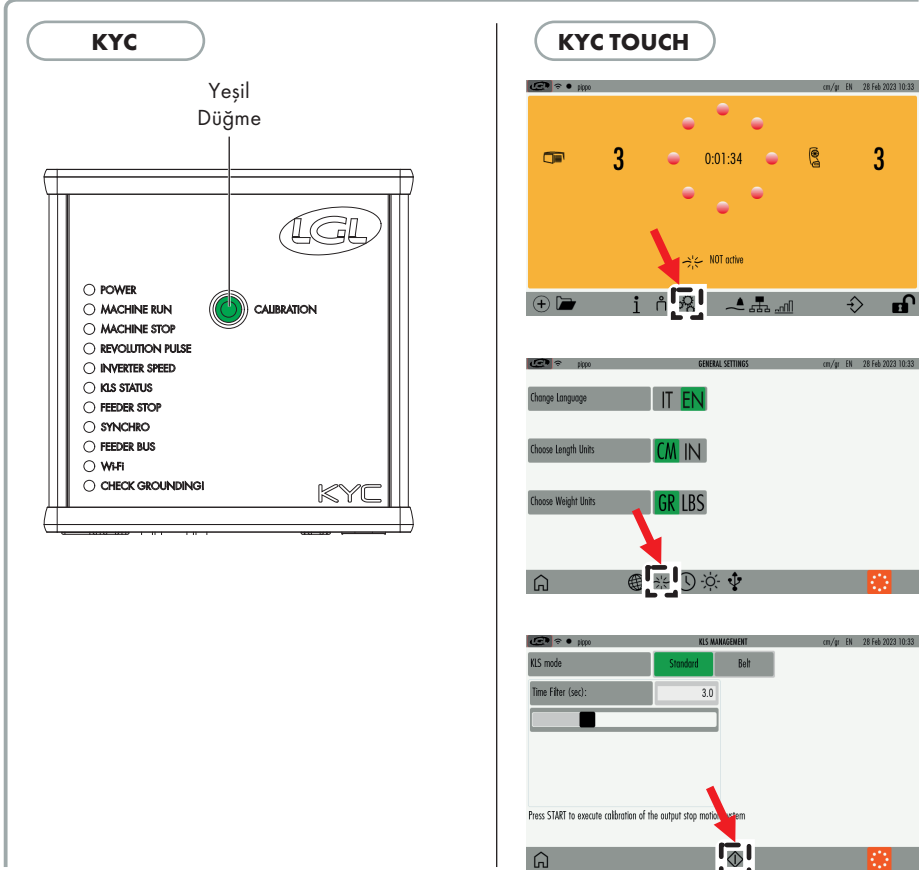 KYC
Yeşil
Düğme
LGL
POWER
MACHINE RUN
MACHINE STOP
REVOLUTION PULSE
INVERTER SPEED
KLS STATUS
FEEDER STOP
SYNCHRO
FEEDER BUS
Wi-Fi
CHECK GROUNDING!
CALIBRATION
KYC
KYC TOUCH
LGL pippo cm/gr EN 28 Feb 2023 10:33
3 0:01:34 3
NOT active
LGL pippo GENERAL SETTINGS cm/gr EN 28 Feb 2023 10:33
Change Language IT EN
Choose Length Units CM IN
Choose Weight Units GR LBS
LGL pippo KLS MANAGEMENT cm/gr EN 28 Feb 2023 10:33
KLS mode Standard Belt
Time Filter (sec): 3.0
Press START to execute calibration of the output stop motion system